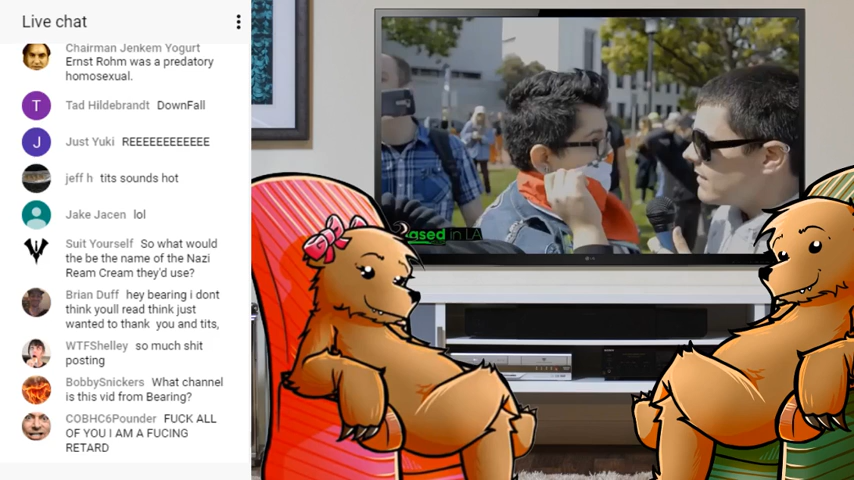 Live chat
Chairman Jenkem Yogurt
Ernst Rohm was a predatory
homosexual.
T Tad Hildebrandt DownFall
J Just Yuki REEEEEEEEEEEE
jeff h tits sounds hot
Jake Jacen lol
Suit Yourself So what would
the be the name of the Nazi
Ream Cream they'd use?
Brian Duff hey bearing i dont
think youll read think just
wanted to thank you and tits,
WTFShelley so much shit
posting
BobbySnickers What channel
is this vid from Bearing?
COBHC6Pounder FUCK ALL
OF YOU I AM A FUCING
RETARD
ased in LA
LG